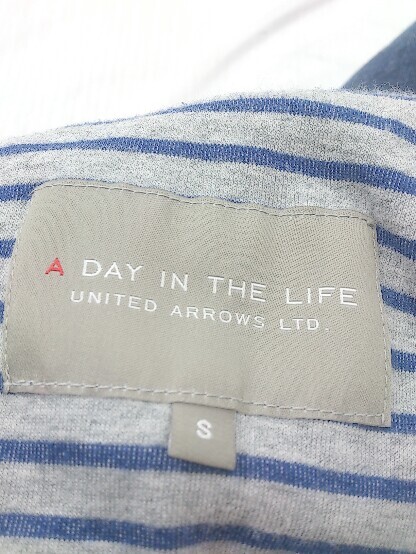 A DAY IN THE LIFE
UNITED ARROWS LTD.
S